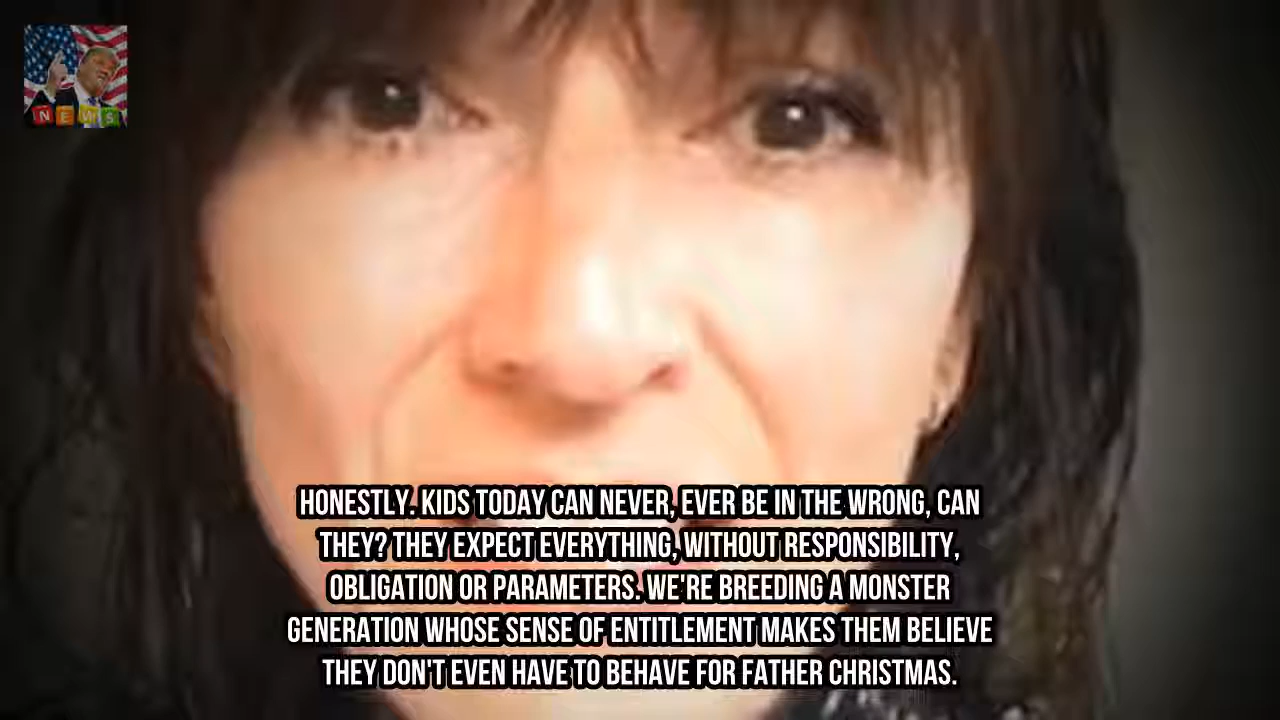 NEWS
HONESTLY. KIDS TODAY CAN NEVER, EVER BE IN THE WRONG, CAN
THEY? THEY EXPECT EVERYTHING, WITHOUT RESPONSIBILITY,
OBLIGATION OR PARAMETERS. WE'RE BREEDING A MONSTER
GENERATION WHOSE SENSE OF ENTITLEMENT MAKES THEM BELIEVE
THEY DON'T EVEN HAVE TO BEHAVE FOR FATHER CHRISTMAS.